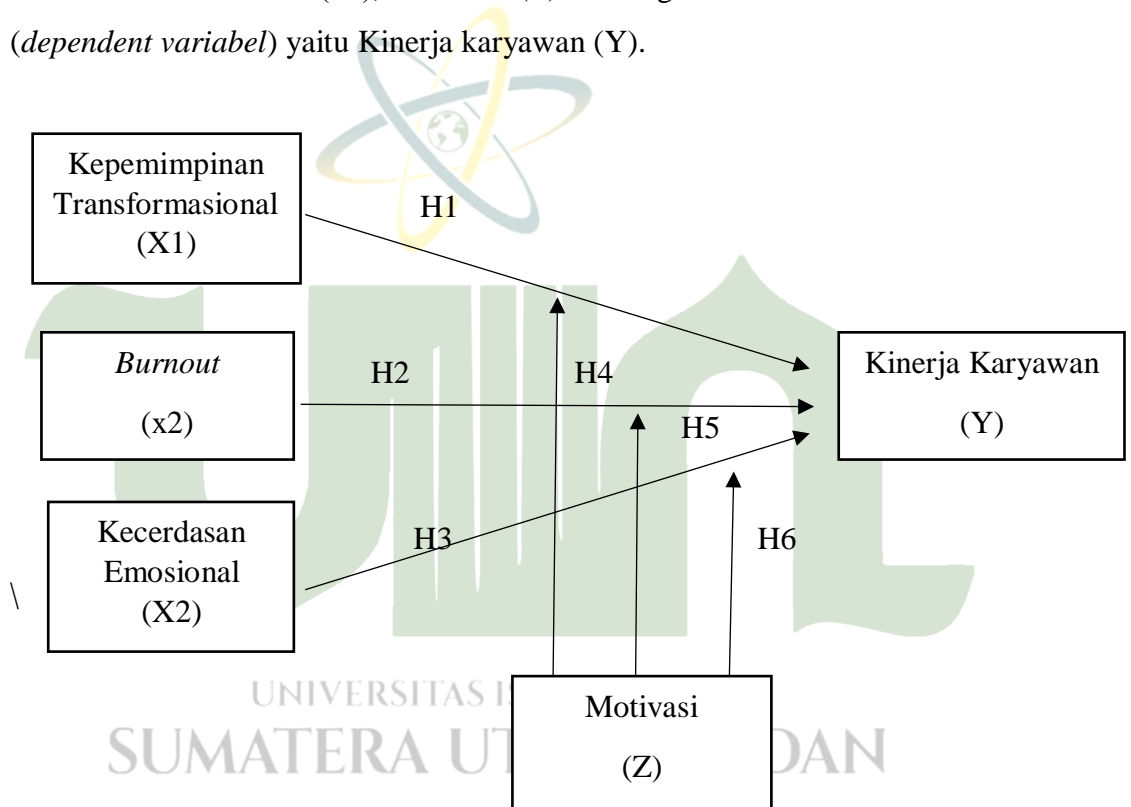 (dependent variabel) yaitu Kinerja karyawan (Y).
Kepemimpinan
Transformasional
(X1)
H1
Burnout
(x2)
H2
H4
Kinerja Karyawan
(Y)
H5
Kecerdasan
Emosional
(X2)
H3
H6
\
Motivasi
(Z)
UNIVERSITAS
SUMATERA